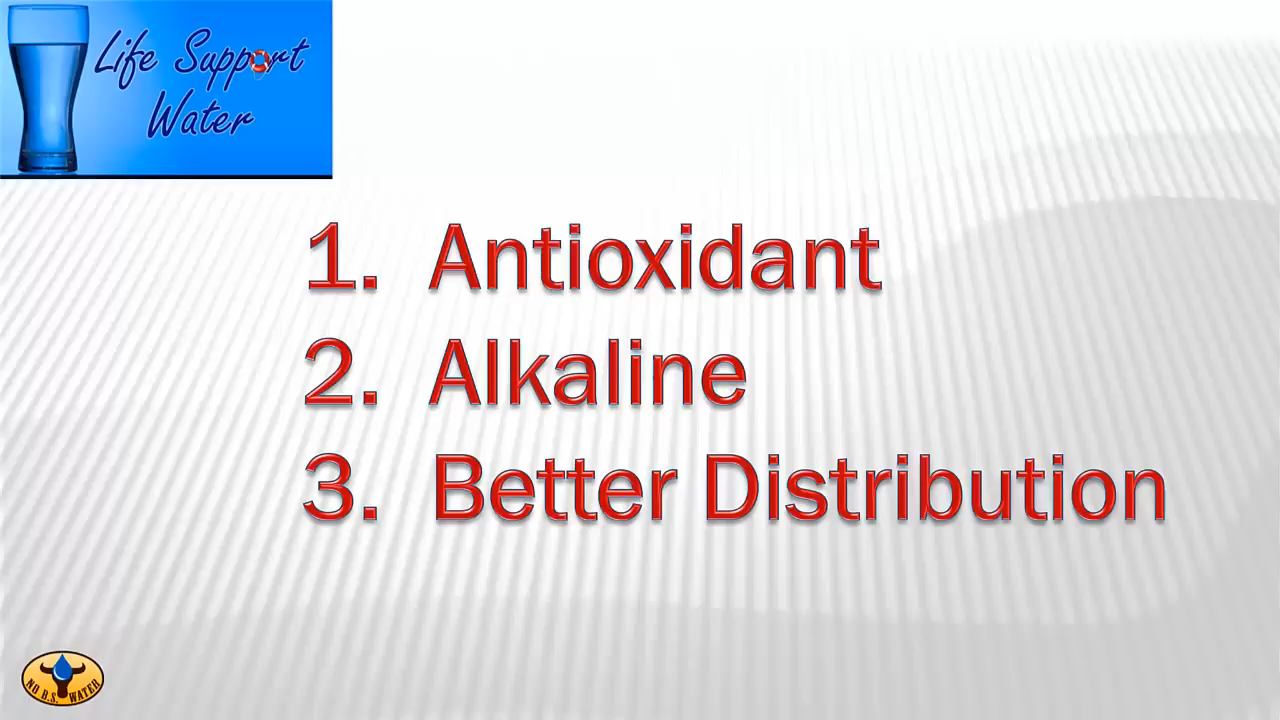 Life Support
Water
1. Antioxidant
2. Alkaline
3. Better Distribution
NO B.S. WATER